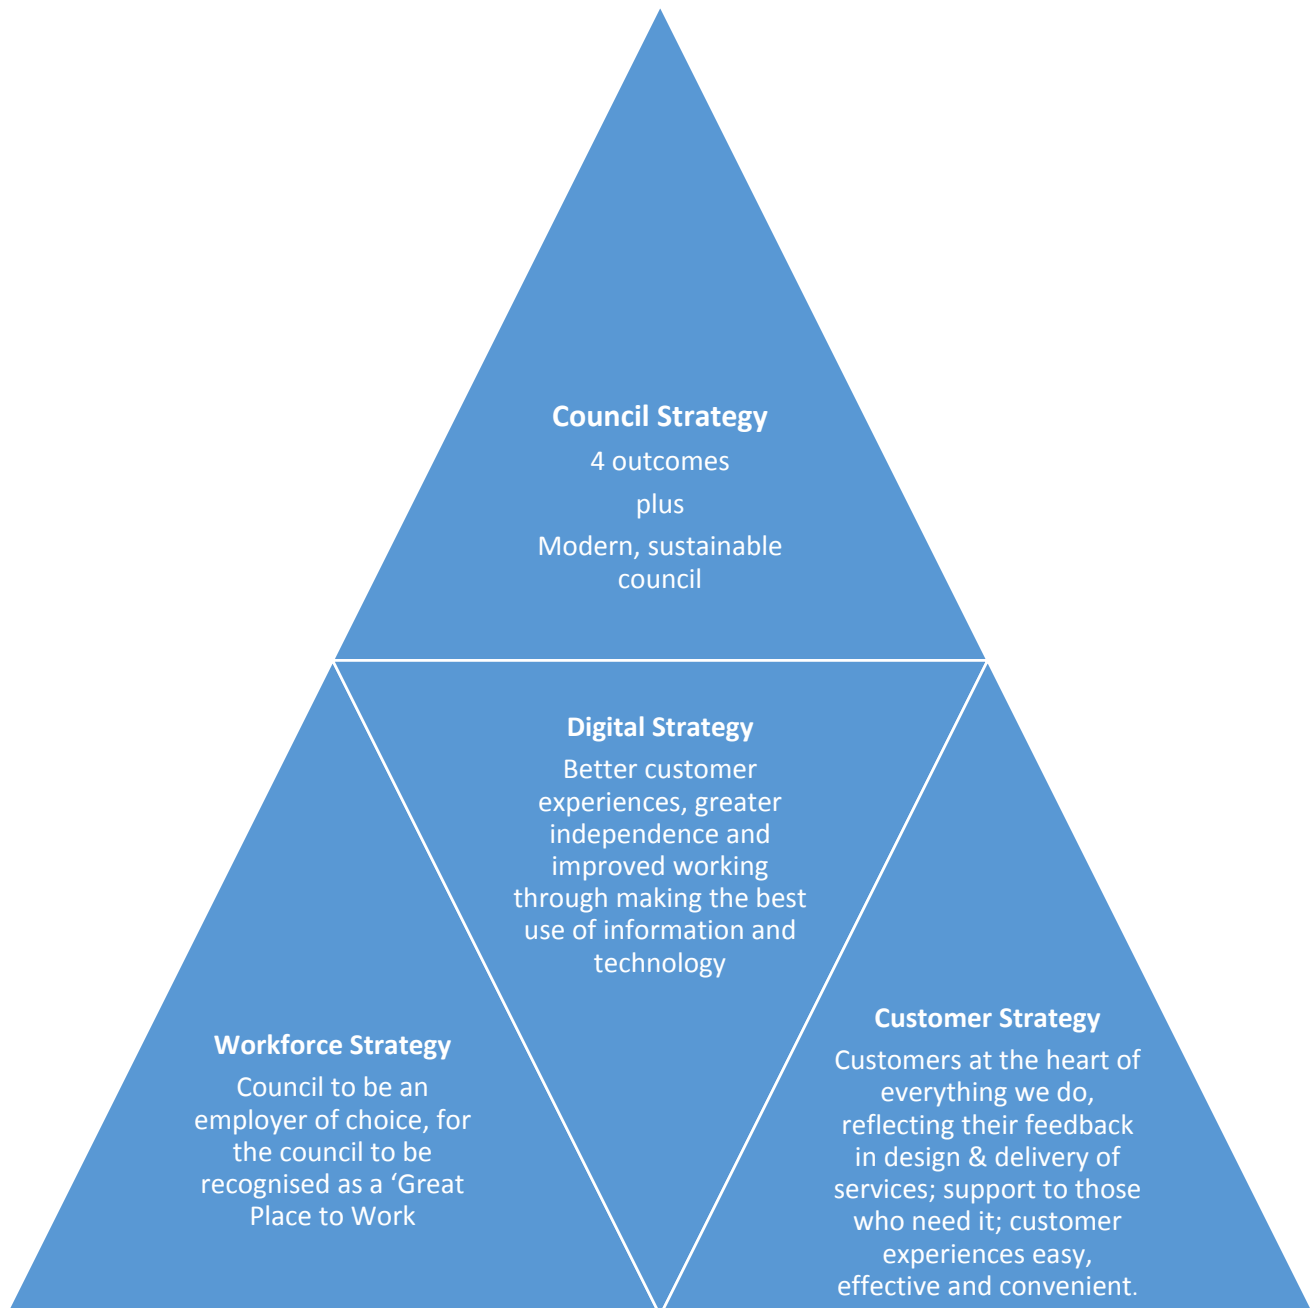 Council Strategy
4 outcomes
plus
Modern, sustainable
council
Digital Strategy
Better customer
experiences, greater
independence and
improved working
through making the best
use of information and
technology
Workforce Strategy
Council to be an
employer of choice, for
the council to be
recognised as a ‘Great
Place to Work
Customer Strategy
Customers at the heart of
everything we do,
reflecting their feedback
in design & delivery of
services; support to those
who need it; customer
experiences easy,
effective and convenient.